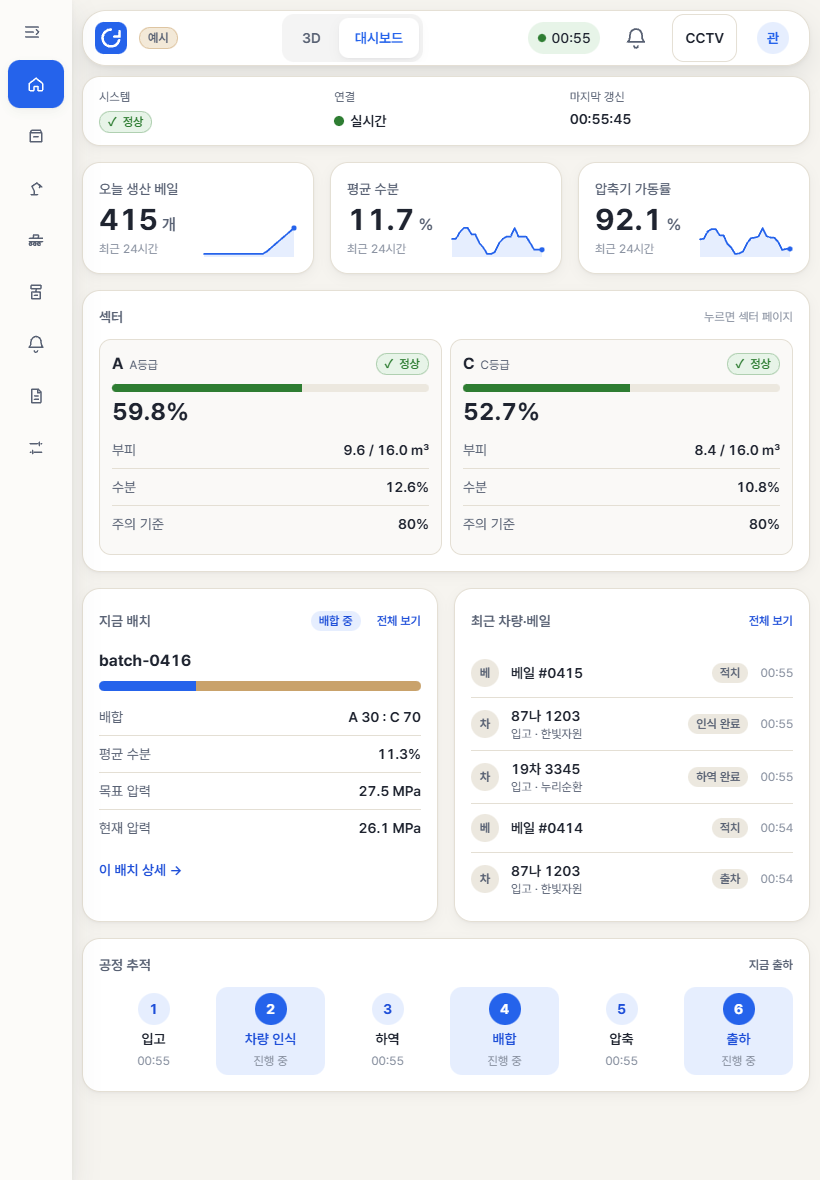 예시
3D
대시보드
00:55
CCTV
관
시스템
✓ 정상
연결
실시간
마지막 갱신
00:55:45
오늘 생산 베일
415 개
최근 24시간
평균 수분
11.7 %
최근 24시간
압축기 가동률
92.1 %
최근 24시간
섹터
누르면 섹터 페이지
A A등급
✓ 정상
59.8%
부피 9.6 / 16.0 m³
수분 12.6%
주의 기준 80%
C C등급
✓ 정상
52.7%
부피 8.4 / 16.0 m³
수분 10.8%
주의 기준 80%
지금 배치
배합 중
전체 보기
batch-0416
배합 A 30 : C 70
평균 수분 11.3%
목표 압력 27.5 MPa
현재 압력 26.1 MPa
이 배치 상세 →
최근 차량·베일
전체 보기
베 베일 #0415 적치 00:55
차 87나 1203 인식 완료 00:55
입고 · 한빛자원
차 19차 3345 하역 완료 00:55
입고 · 누리순환
베 베일 #0414 적치 00:54
차 87나 1203 출차 00:54
입고 · 한빛자원
공정 추적
지금 출하
1
입고
00:55
2
차량 인식
진행 중
3
하역
00:55
4
배합
진행 중
5
압축
00:55
6
출하
진행 중